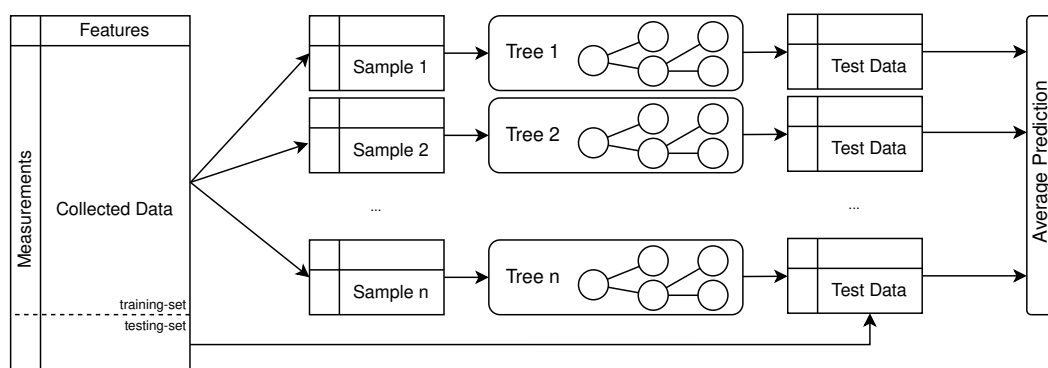 Features
Measurements
Collected Data
training-set
testing-set
Sample 1
Tree 1
Test Data
Sample 2
Tree 2
Test Data
...
...
Sample n
Tree n
Test Data
Average Prediction